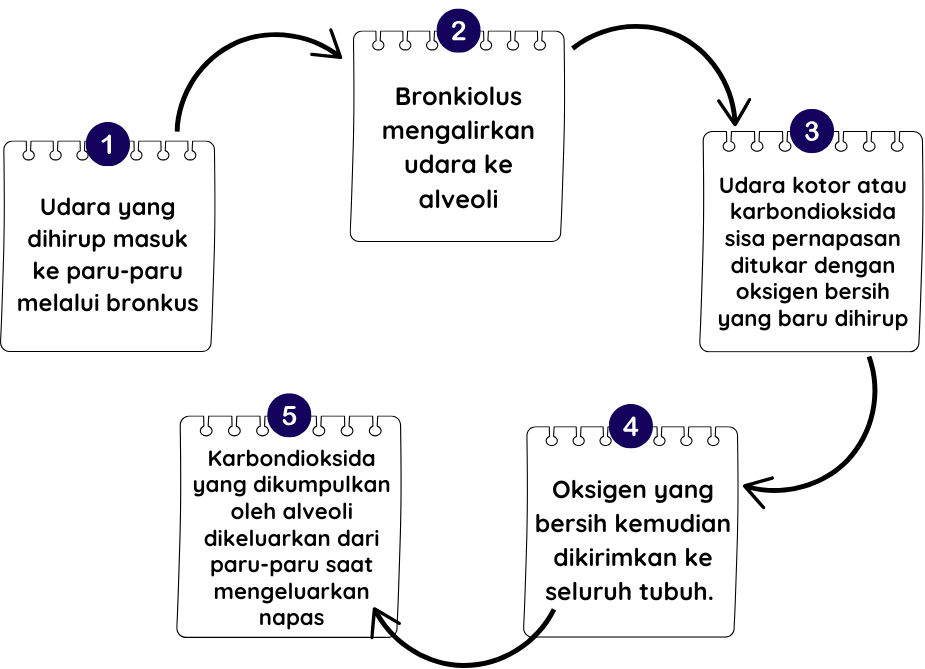 1
Udara yang
dihirup masuk
ke paru-paru
melalui bronkus
2
Bronkiolus
mengalirkan
udara ke
alveoli
3
Udara kotor atau
karbondioksida
sisa pernapasan
ditukar dengan
oksigen bersih
yang baru dihirup
4
Oksigen yang
bersih kemudian
dikirimkan ke
seluruh tubuh.
5
Karbondioksida
yang dikumpulkan
oleh alveoli
dikeluarkan dari
paru-paru saat
mengeluarkan
napas